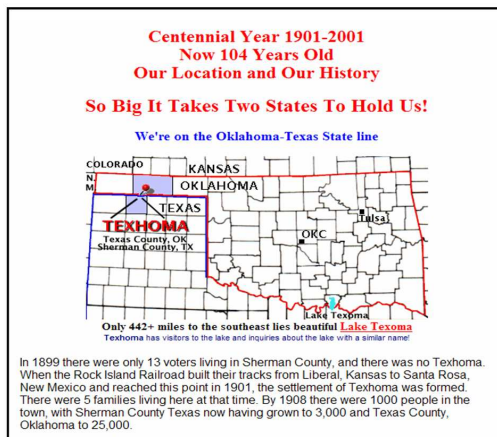 Centennial Year 1901-2001
Now 104 Years Old
Our Location and Our History
So Big It Takes Two States To Hold Us!
We're on the Oklahoma-Texas State line
COLORADO
KANSAS
N.
M
OKLAHOMA
TEXAS
TEXHOMA
Texas County, OK
Sherman County, TX
Tulsa
OKC
Lake Texoma
Only 442+ miles to the southeast lies beautiful Lake Texoma
Texhoma has visitors to the lake and inquiries about the lake with a similar name!
In 1899 there were only 13 voters living in Sherman County, and there was no Texhoma.
When the Rock Island Railroad built their tracks from Liberal, Kansas to Santa Rosa,
New Mexico and reached this point in 1901, the settlement of Texhoma was formed.
There were 5 families living here at that time. By 1908 there were 1000 people in the
town, with Sherman County Texas now having grown to 3,000 and Texas County,
Oklahoma to 25,000.